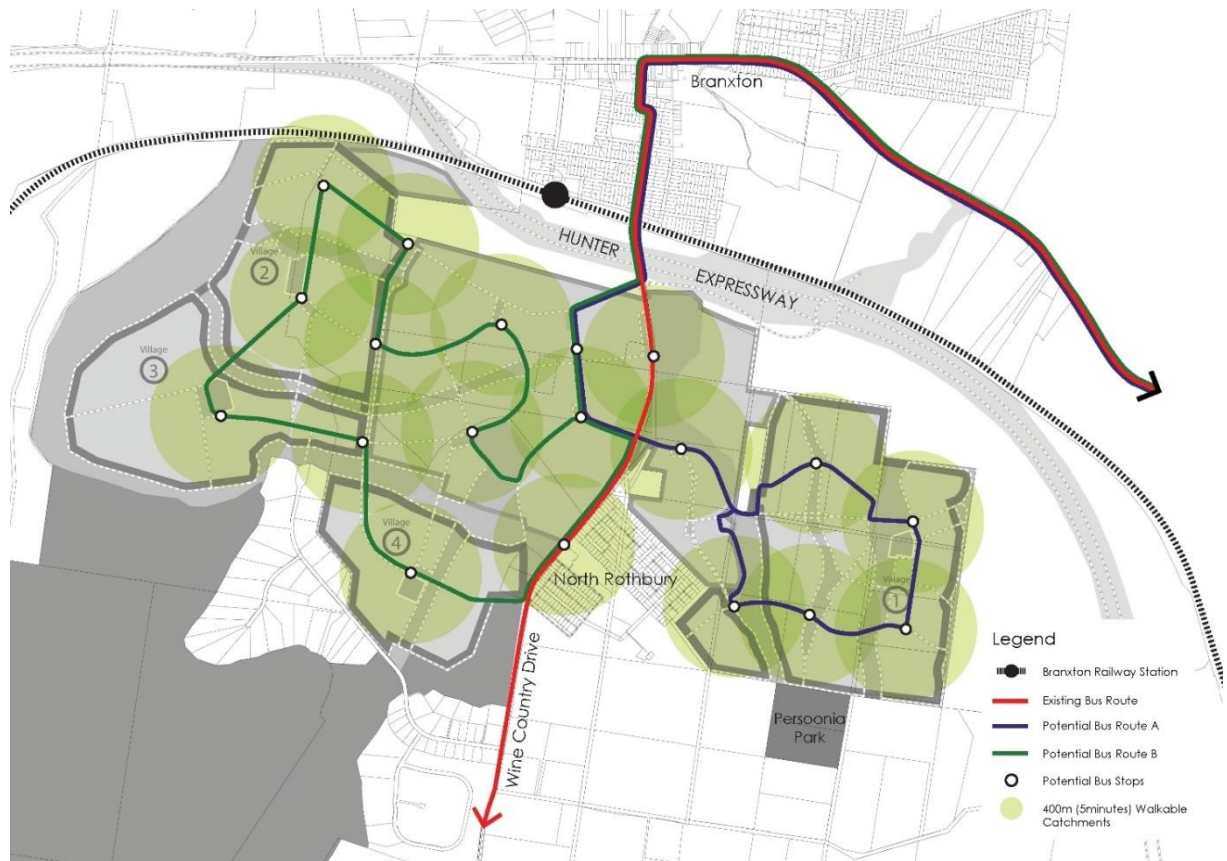 Branxton
HUNTER
EXPRESSWAY
Village
2
Village
3
Village
4
North Rothbury
Village
1
Wine Country Drive
Persoonia
Park
Legend
Branxton Railway Station
Existing Bus Route
Potential Bus Route A
Potential Bus Route B
Potential Bus Stops
400m (5minutes) Walkable
Catchments